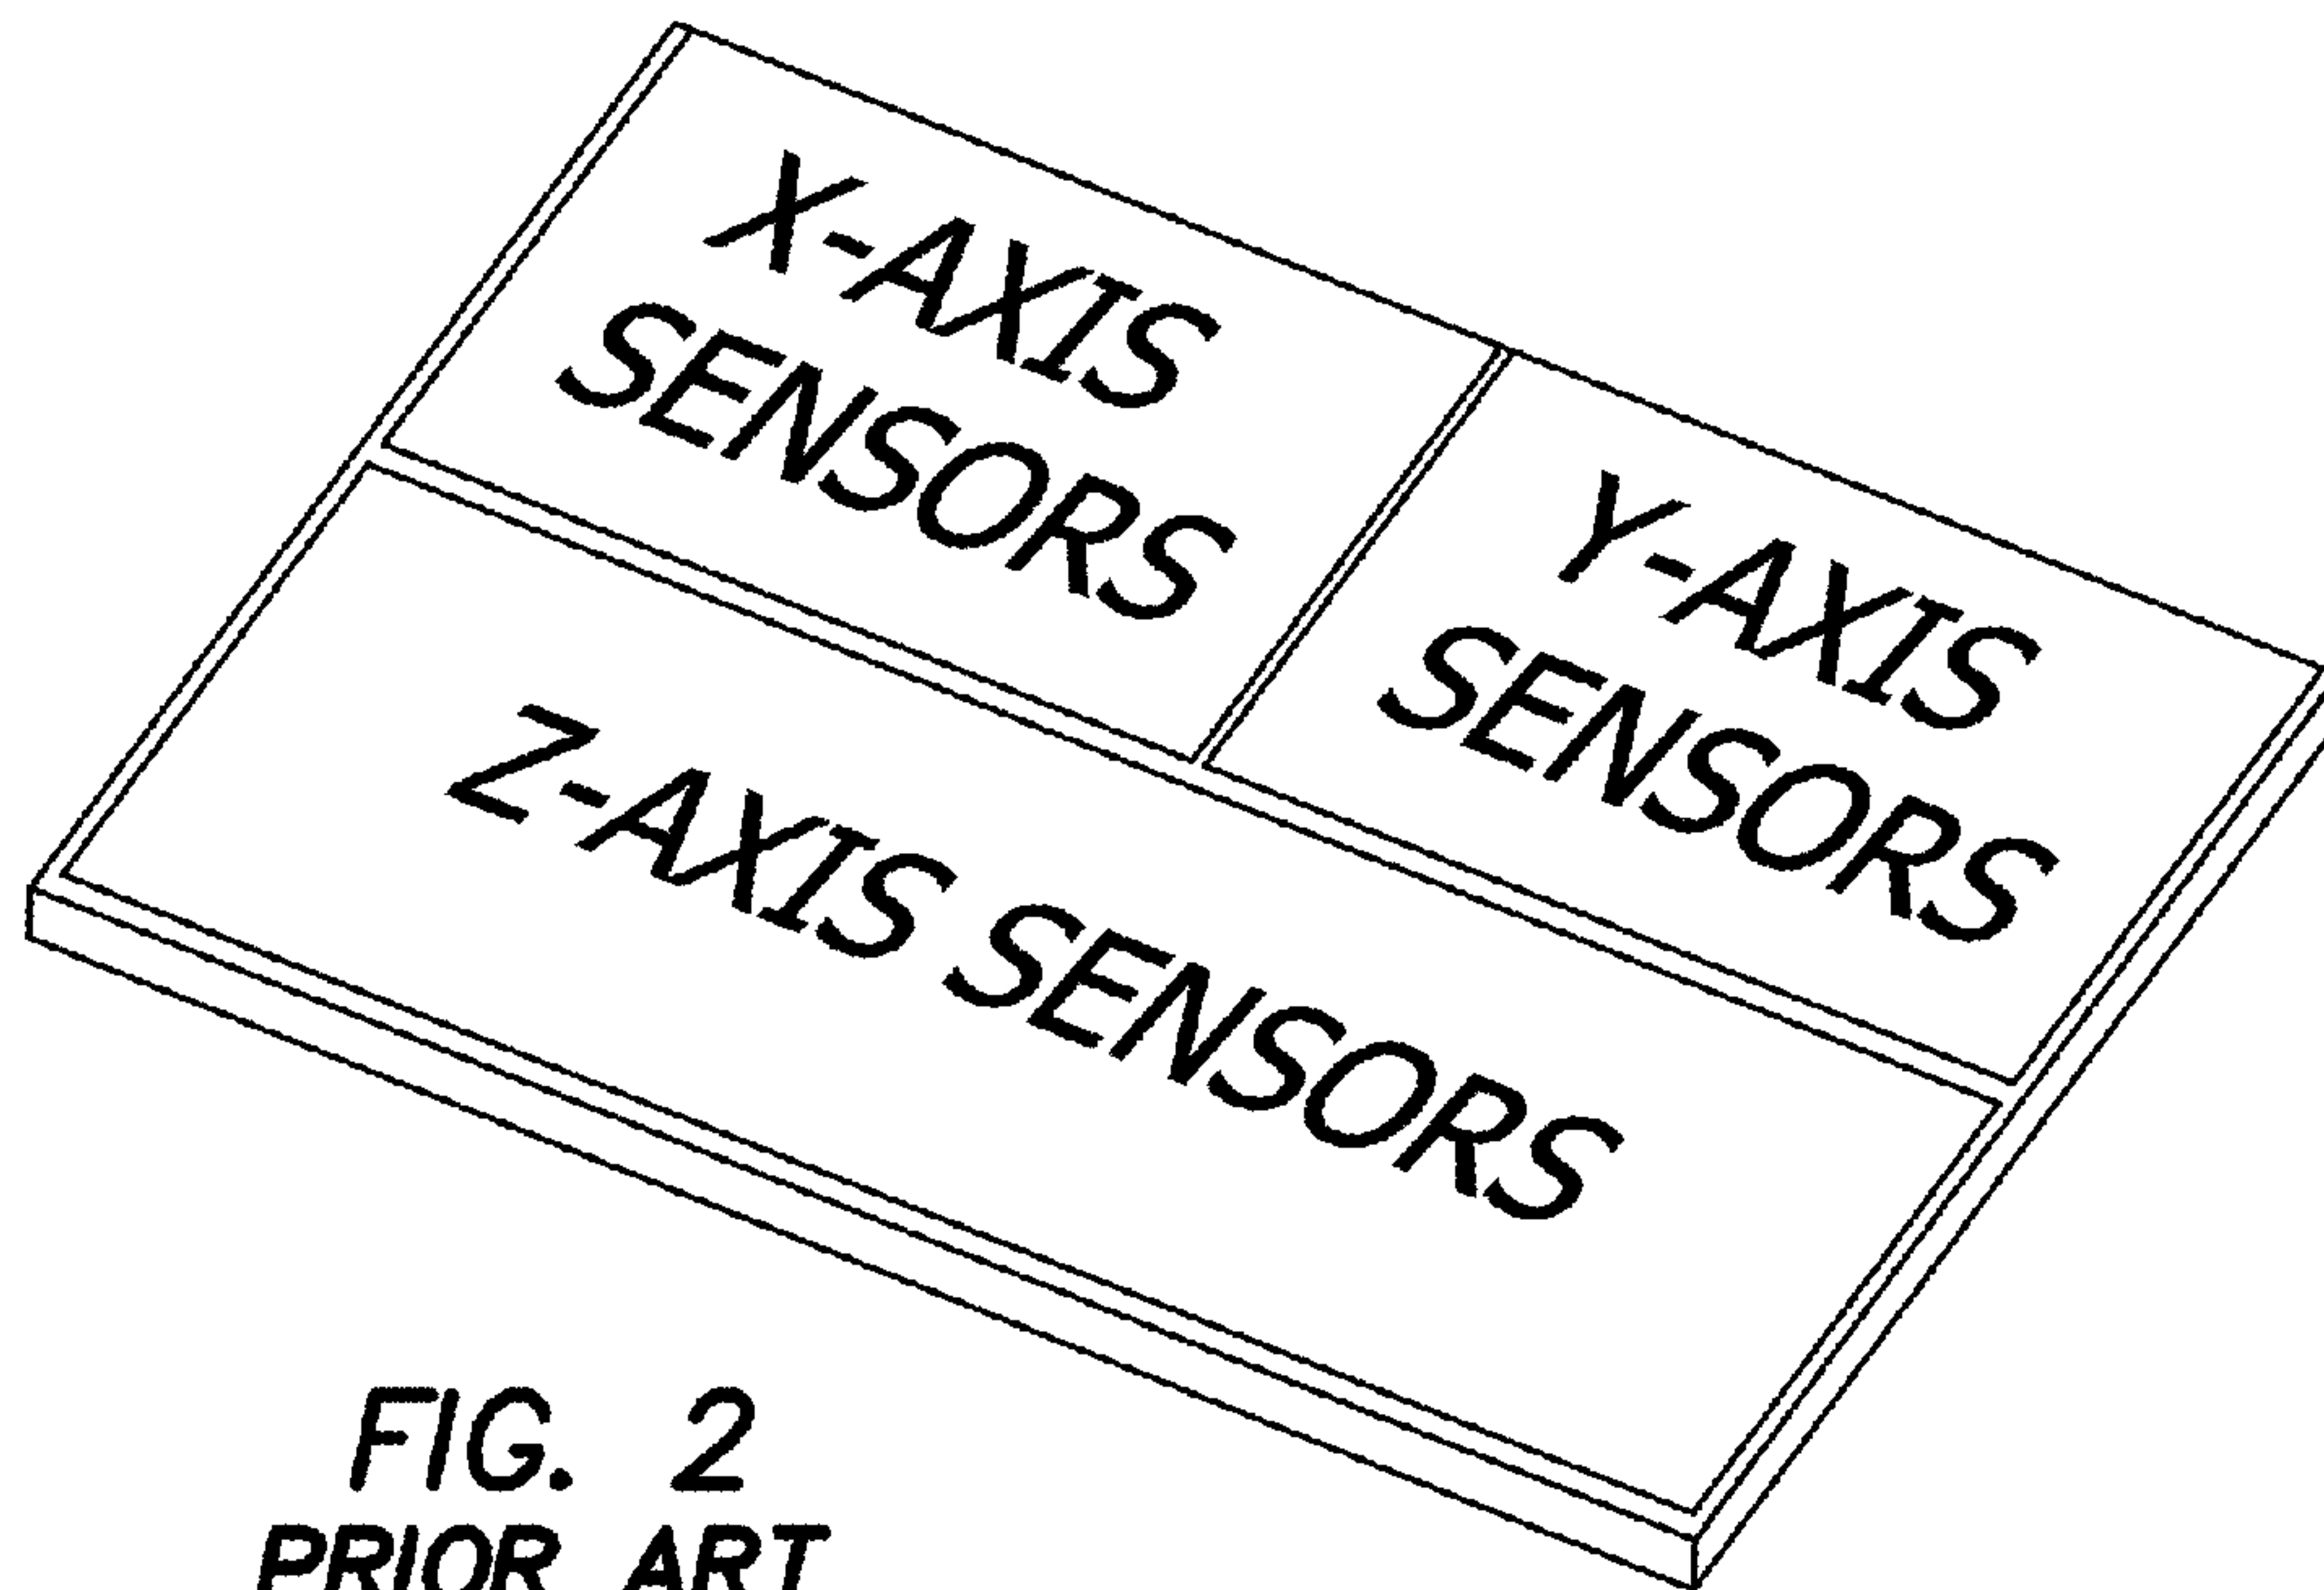 X-AXIS
SENSORS
Y-AXIS
SENSORS
Z-AXIS SENSORS
FIG. 2
PRIOR ART